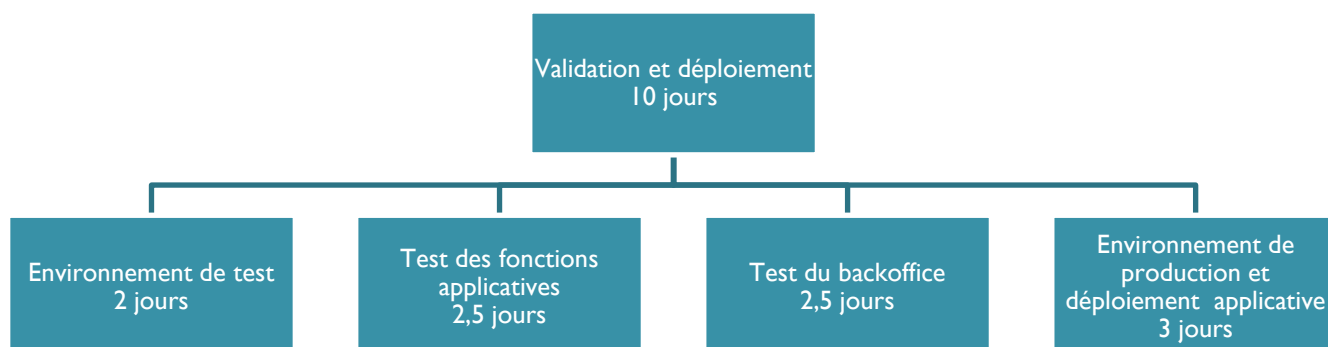 Validation et déploiement
10 jours
Environnement de test
2 jours
Test des fonctions
applicatives
2,5 jours
Test du backoffice
2,5 jours
Environnement de
production et
déploiement  applicative
3 jours